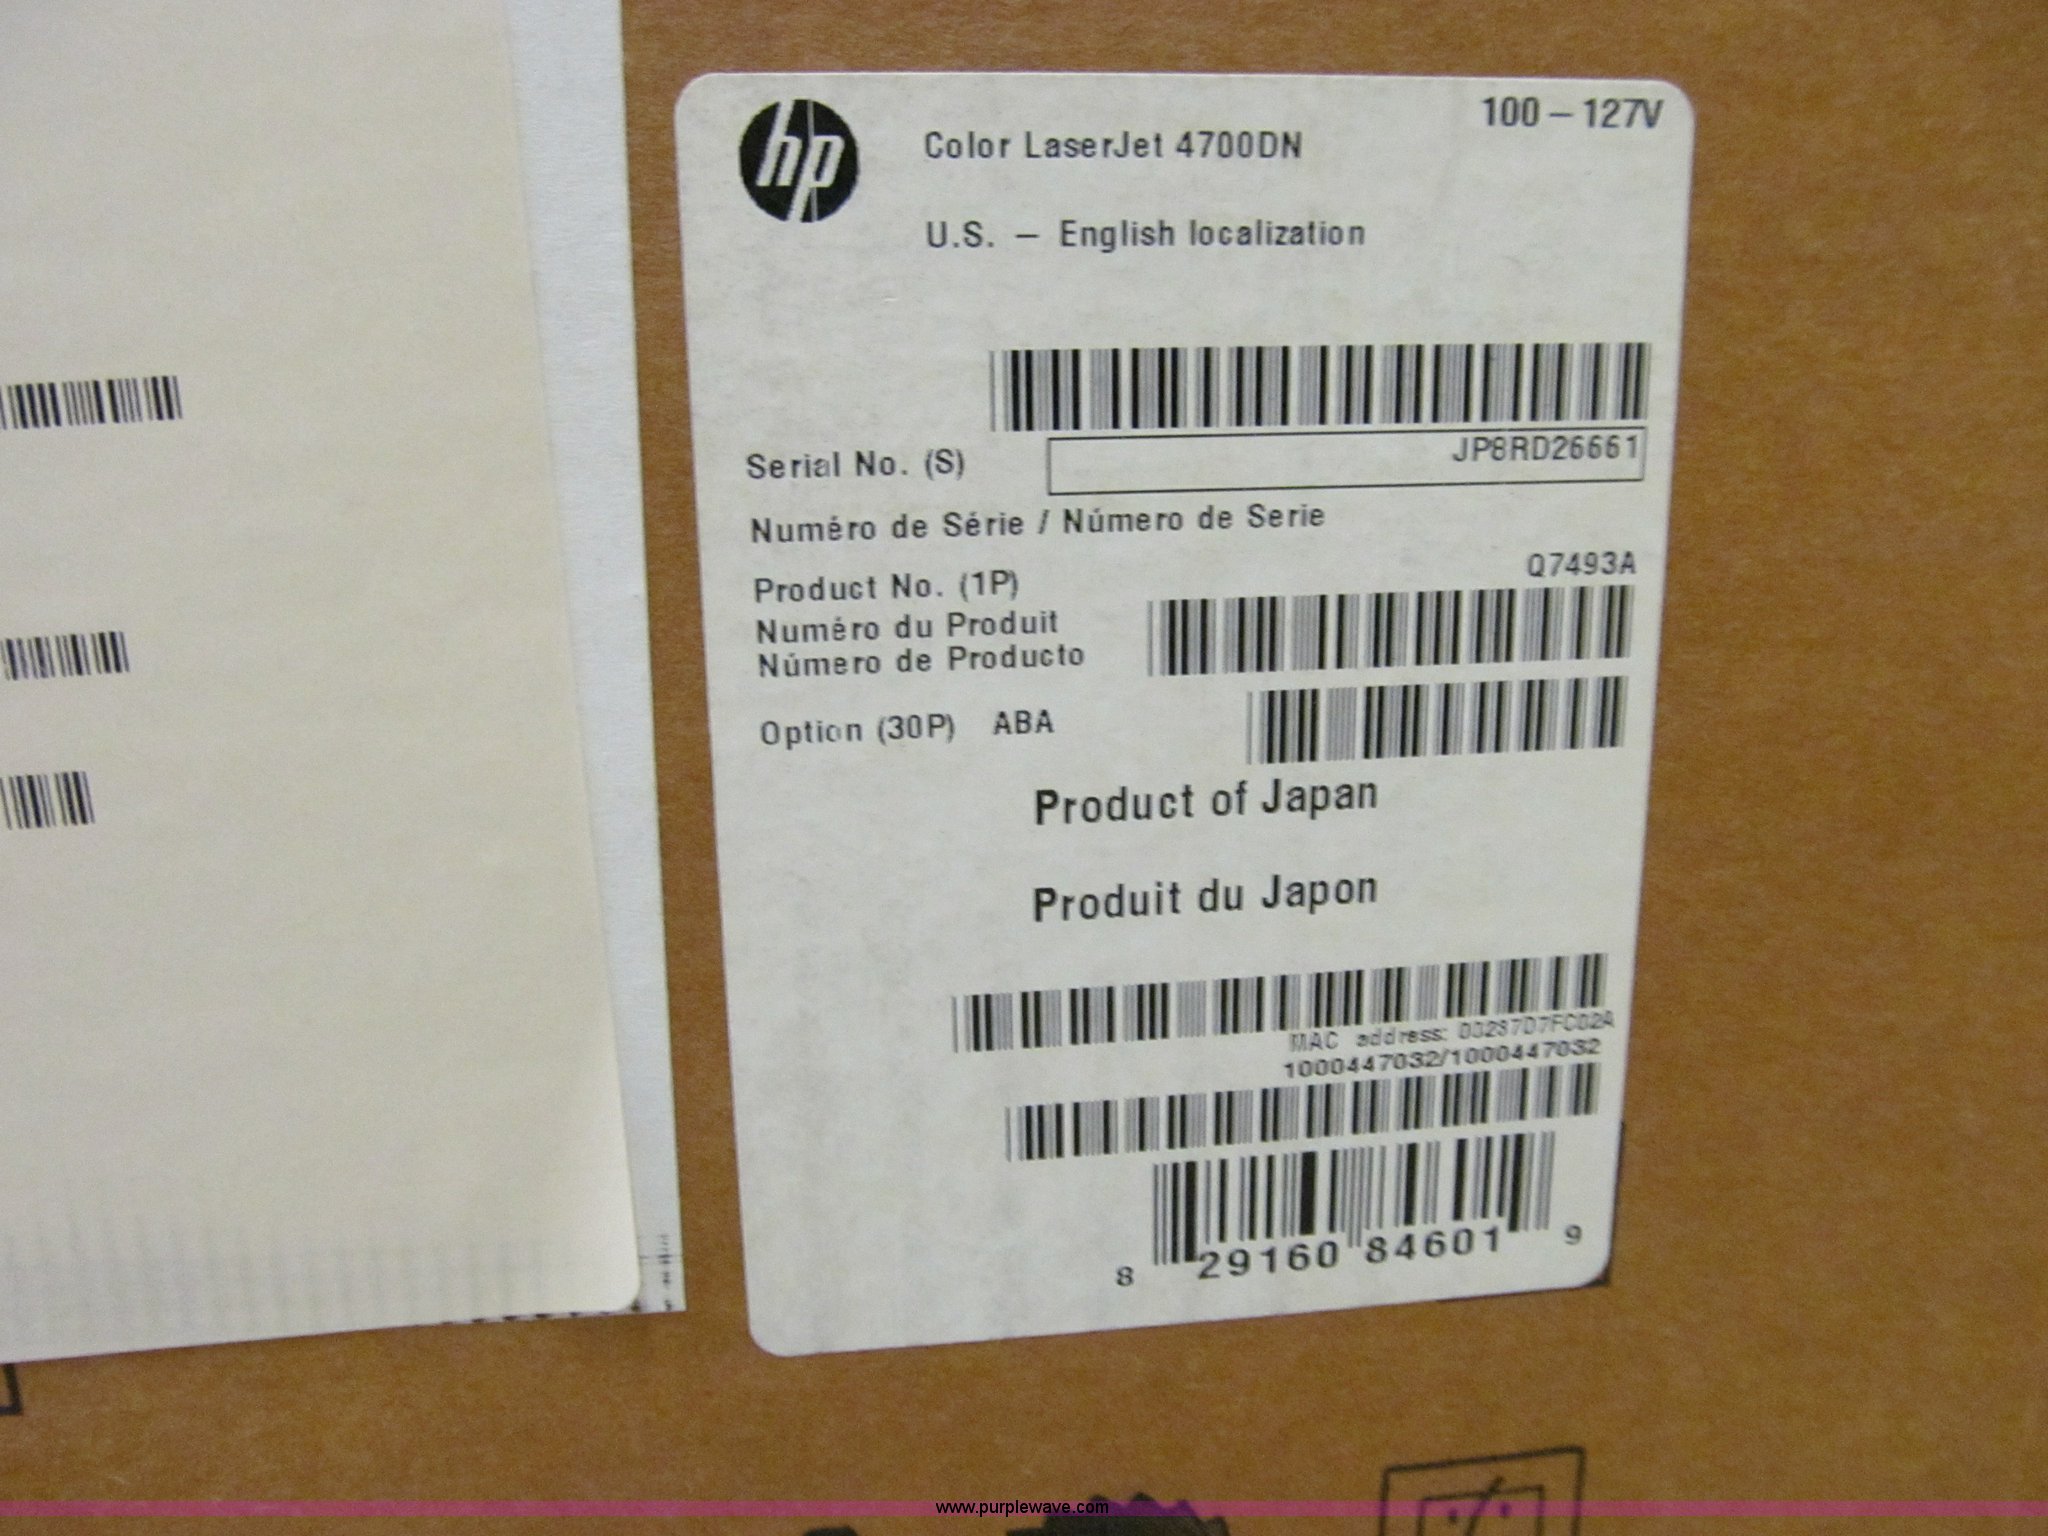 hp
Color LaserJet 4700DN
100 – 127V
U.S. – English localization
JP8RD26661
Serial No. (S)
Numéro de Série / Número de Serie
Q7493A
Product No. (1P)
Numéro du Produit
Número de Producto
Option (30P) ABA
Product of Japan
Produit du Japon
MAC address:
1000447032/1000447032
8 29160 84601 9
www.purplewave.com